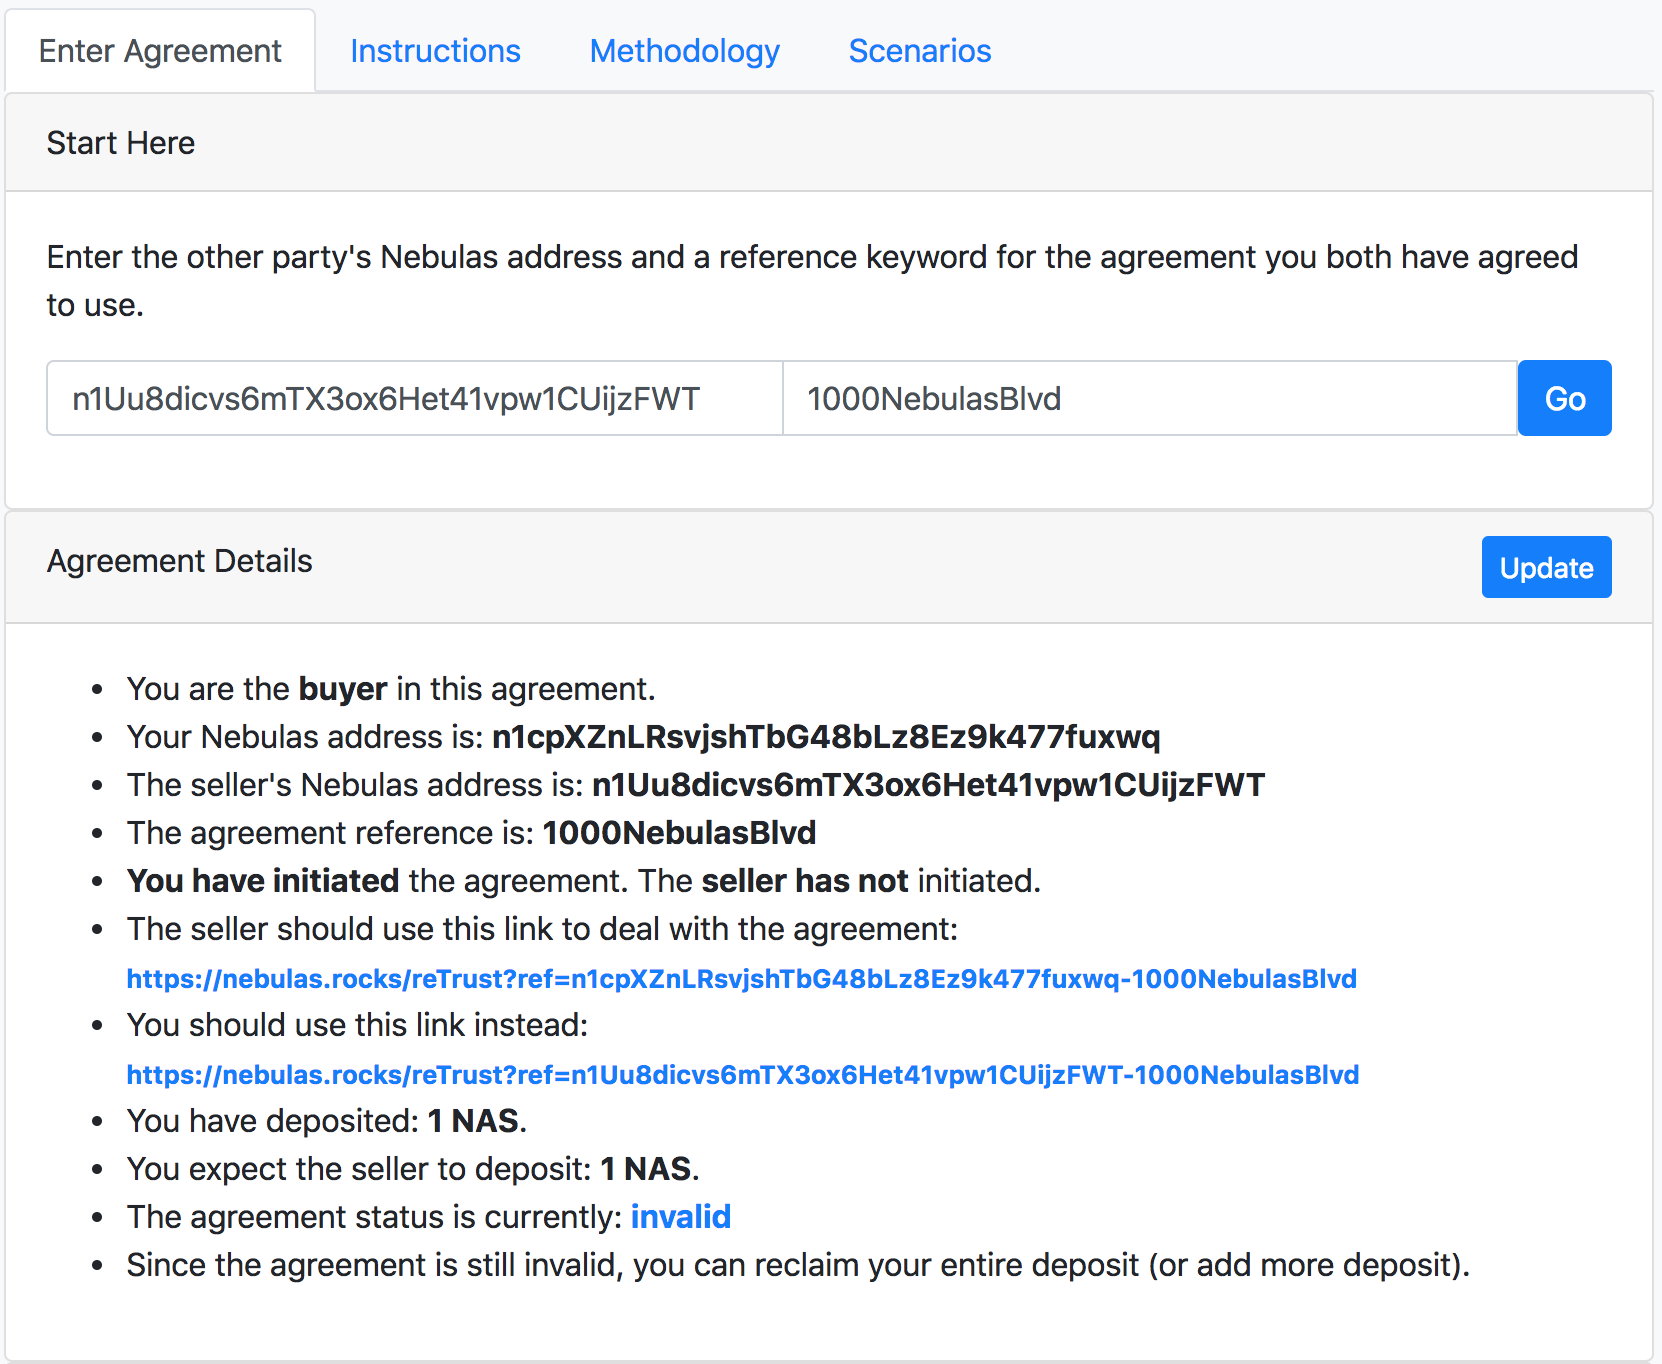 Enter Agreement Instructions Methodology Scenarios
Start Here
Enter the other party's Nebulas address and a reference keyword for the agreement you both have agreed
to use.
n1Uu8dicvs6mTX3ox6Het41vpw1CUijzFWT 1000NebulasBlvd Go
Agreement Details Update
• You are the buyer in this agreement.
• Your Nebulas address is: n1cpXZnLRsvjshTbG48bLz8Ez9k477fuxwq
• The seller's Nebulas address is: n1Uu8dicvs6mTX3ox6Het41vpw1CUijzFWT
• The agreement reference is: 1000NebulasBlvd
• You have initiated the agreement. The seller has not initiated.
• The seller should use this link to deal with the agreement:
https://nebulas.rocks/reTrust?ref=n1cpXZnLRsvjshTbG48bLz8Ez9k477fuxwq-1000NebulasBlvd
• You should use this link instead:
https://nebulas.rocks/reTrust?ref=n1Uu8dicvs6mTX3ox6Het41vpw1CUijzFWT-1000NebulasBlvd
• You have deposited: 1 NAS.
• You expect the seller to deposit: 1 NAS.
• The agreement status is currently: invalid
• Since the agreement is still invalid, you can reclaim your entire deposit (or add more deposit).